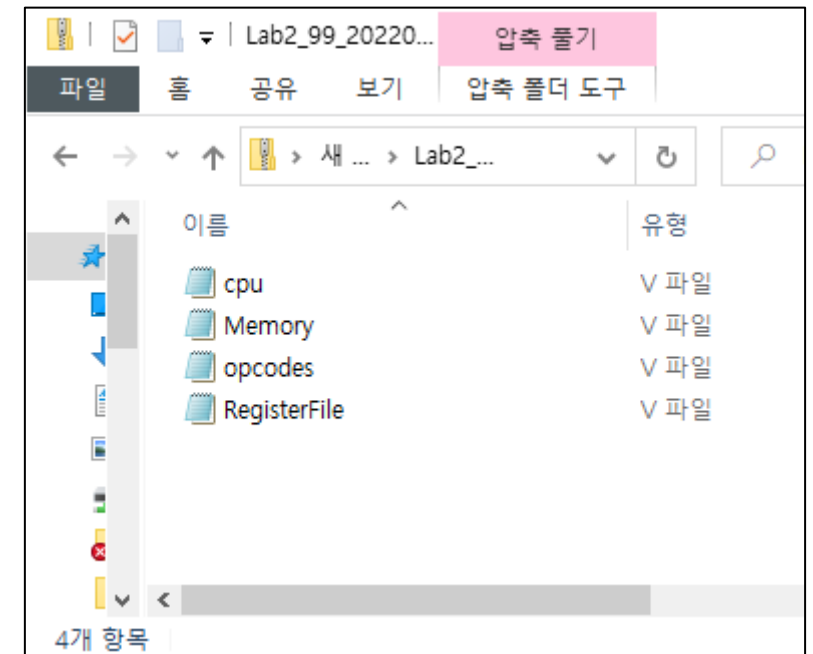 Lab2_99_20220... 압축 풀기
파일 홈 공유 보기 압축 폴더 도구
새 ... Lab2_...
이름 유형
cpu V 파일
Memory V 파일
opcodes V 파일
RegisterFile V 파일
4개 항목